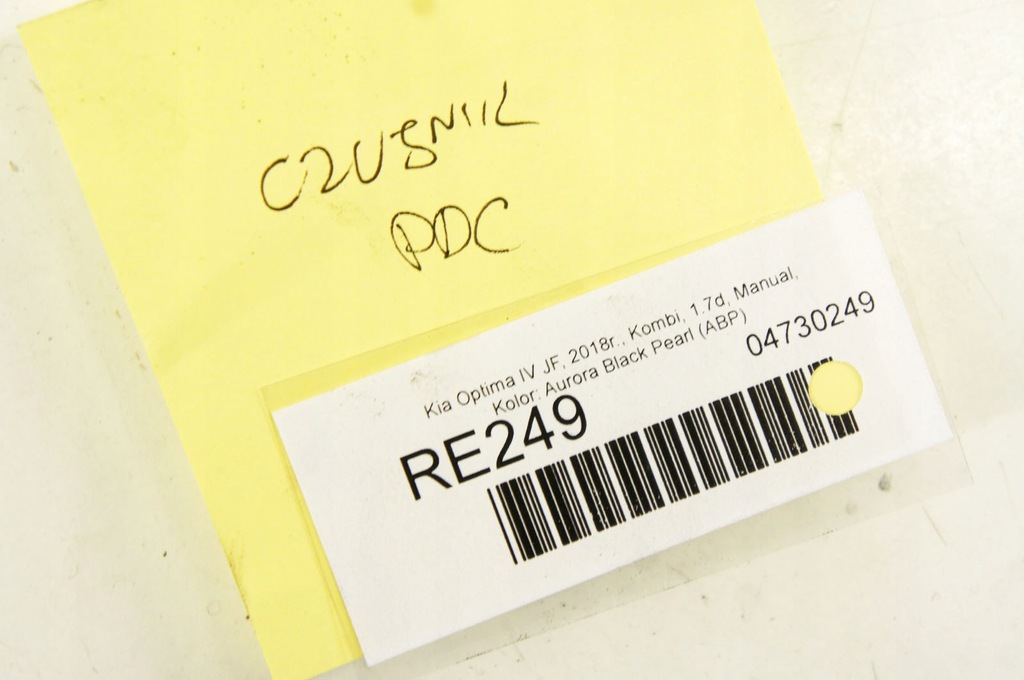 CZUJNIK
PDC
Kia Optima IV JF, 2018r., Kombi, 1.7d, Manual,
Kolor: Aurora Black Pearl (ABP)
RE249
04730249